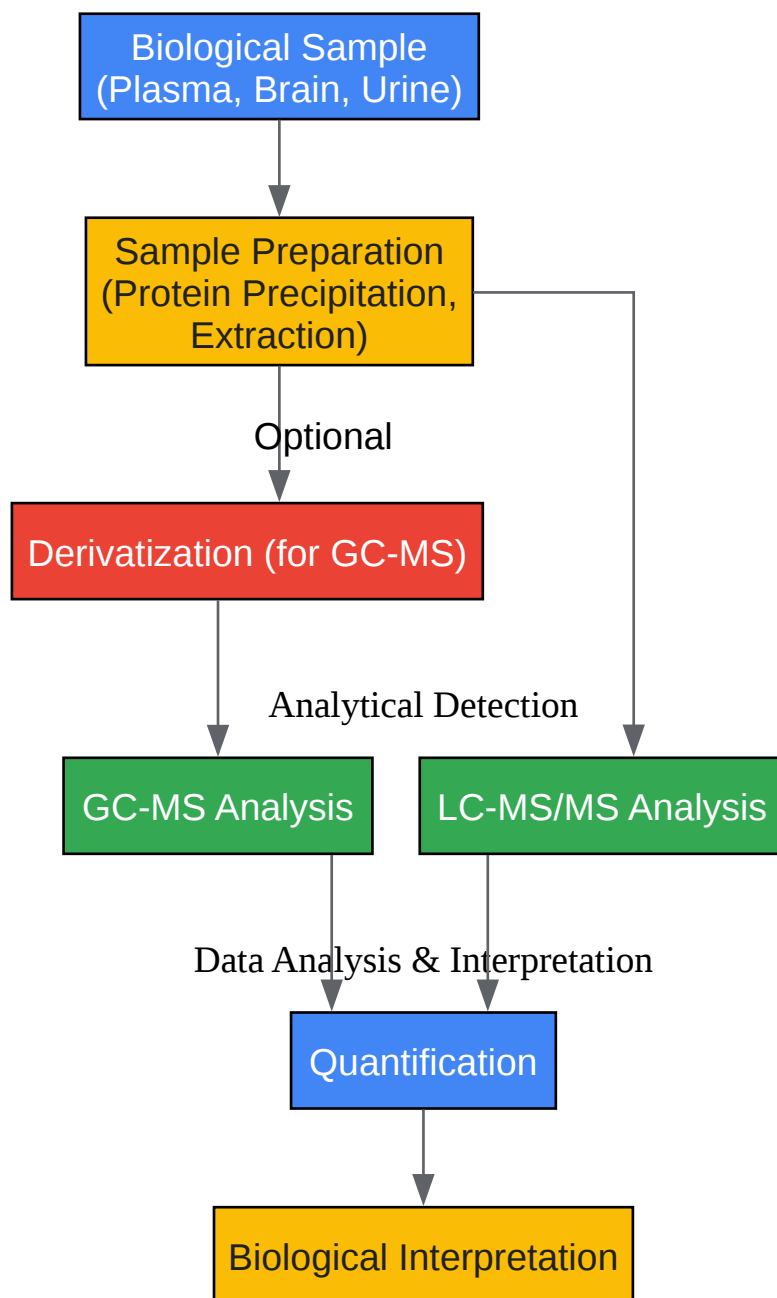 Biological Sample
(Plasma, Brain, Urine)
Sample Preparation
(Protein Precipitation,
Extraction)
Optional
Derivatization (for GC-MS)
Analytical Detection
GC-MS Analysis
LC-MS/MS Analysis
Data Analysis & Interpretation
Quantification
Biological Interpretation